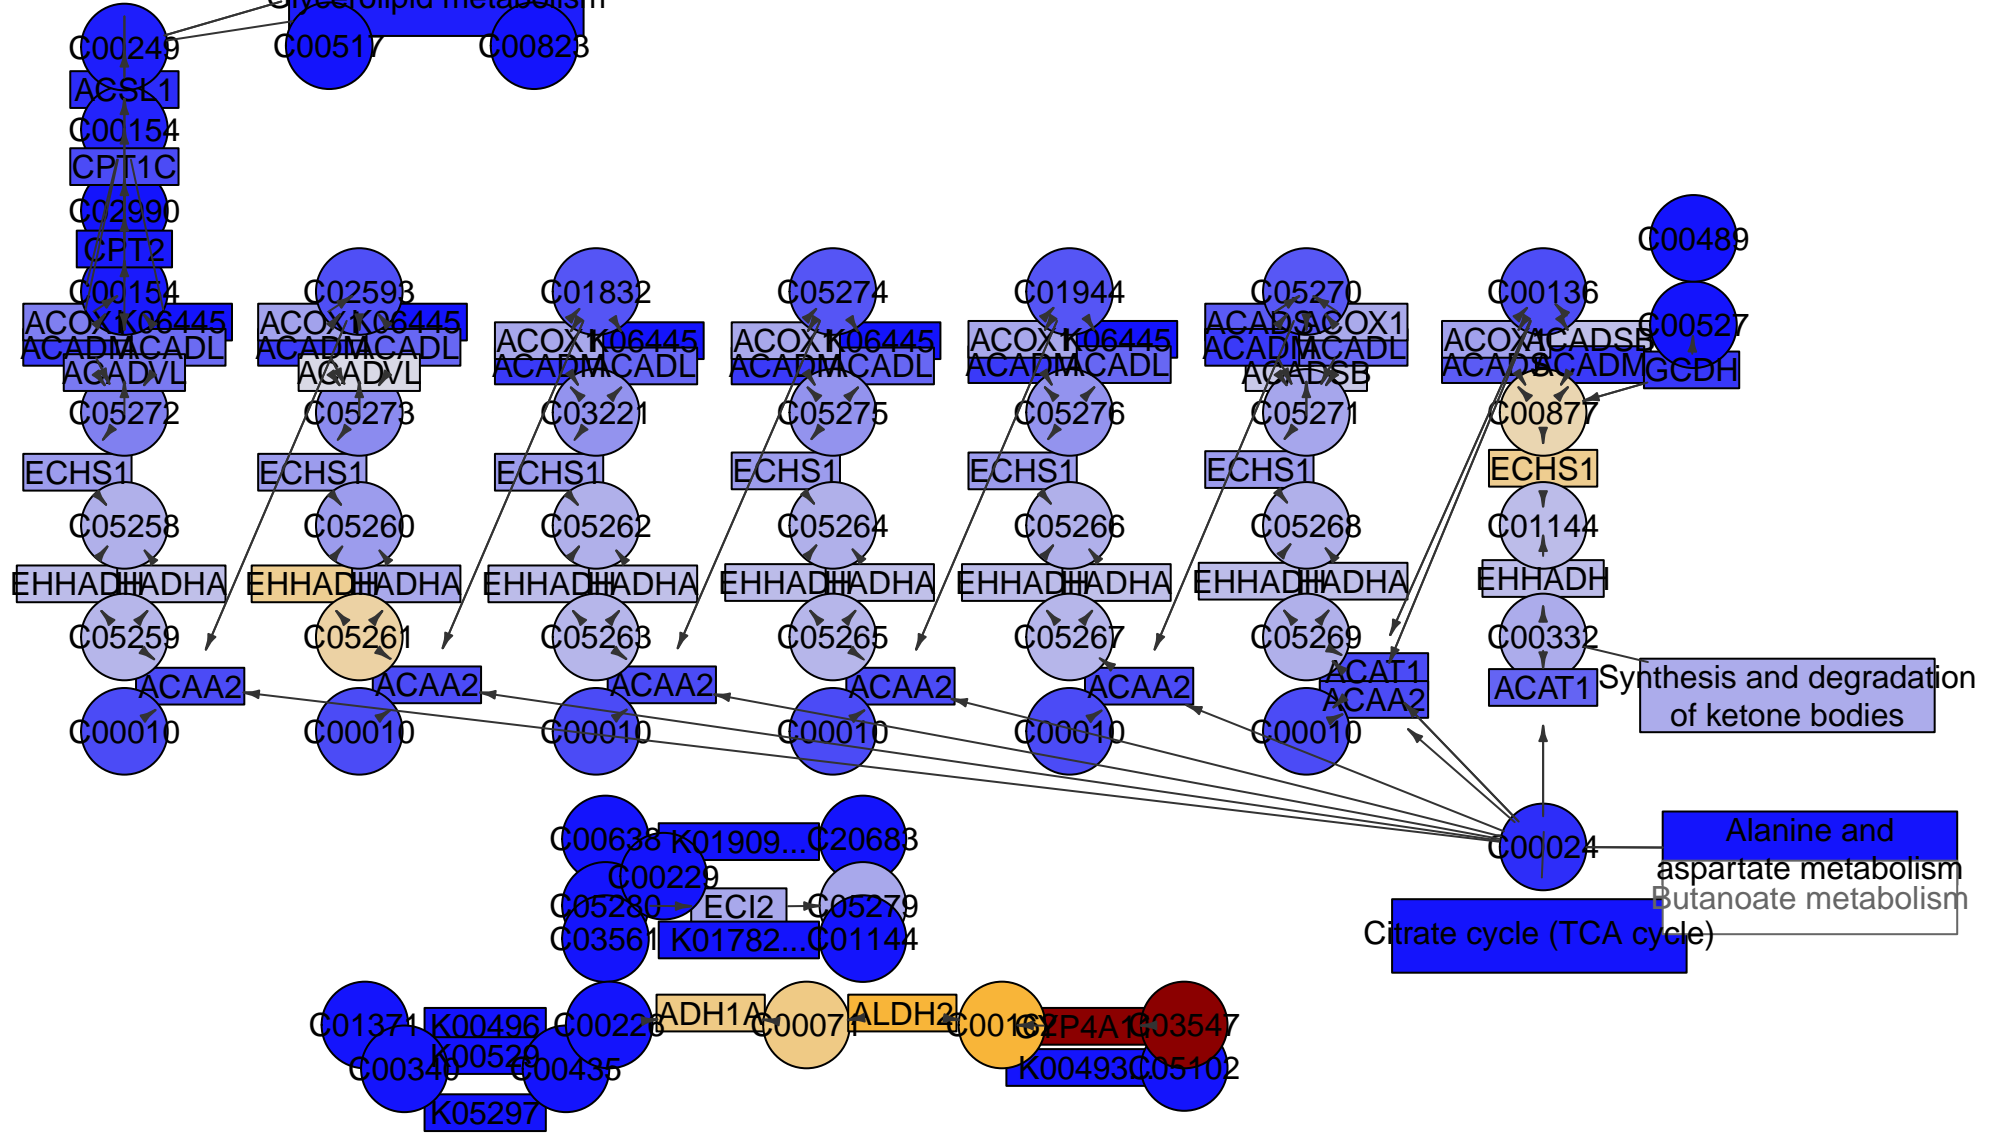 Glycerolipid metabolism
C00249
C00517
C00823
ACSL1
C00154
CPT1C
C02990
CPT2
C00154
C02593
C01832
C05274
C01944
C05270
C00136
C00489
C00527
ACOX1
K06445
ACOX1
K06445
ACOX1
K06445
ACOX1
K06445
ACOX1
K06445
ACADS
ACOX1
ACOX1
ACADSB
ACADM
ACADL
ACADM
ACADL
ACADM
ACADL
ACADM
ACADL
ACADM
ACADL
ACADM
ACADL
ACADS
ACADM
GCDH
ACADVL
ACADVL
ACADSB
C05272
C05273
C03221
C05275
C05276
C05271
C00877
ECHS1
ECHS1
ECHS1
ECHS1
ECHS1
ECHS1
ECHS1
C05258
C05260
C05262
C05264
C05266
C05268
C01144
EHHADH
HADHA
EHHADH
HADHA
EHHADH
HADHA
EHHADH
HADHA
EHHADH
HADHA
EHHADH
HADHA
EHHADH
C05259
C05261
C05263
C05265
C05267
C05269
C00332
ACAA2
ACAA2
ACAA2
ACAA2
ACAA2
ACAT1
ACAA2
ACAT1
Synthesis and degradation
of ketone bodies
C00010
C00010
C00010
C00010
C00010
C00010
C00638
K01909...
C20683
C00229
C05280
ECI2
C05279
C03561
K01782...
C01144
C00024
Alanine and
aspartate metabolism
Butanoate metabolism
Citrate cycle (TCA cycle)
C01371
K00496
C00226
ADH1A
C00071
ALDH2
C00162
C03547
K00529
C00340
C00435
K00493...
C05102
K05297